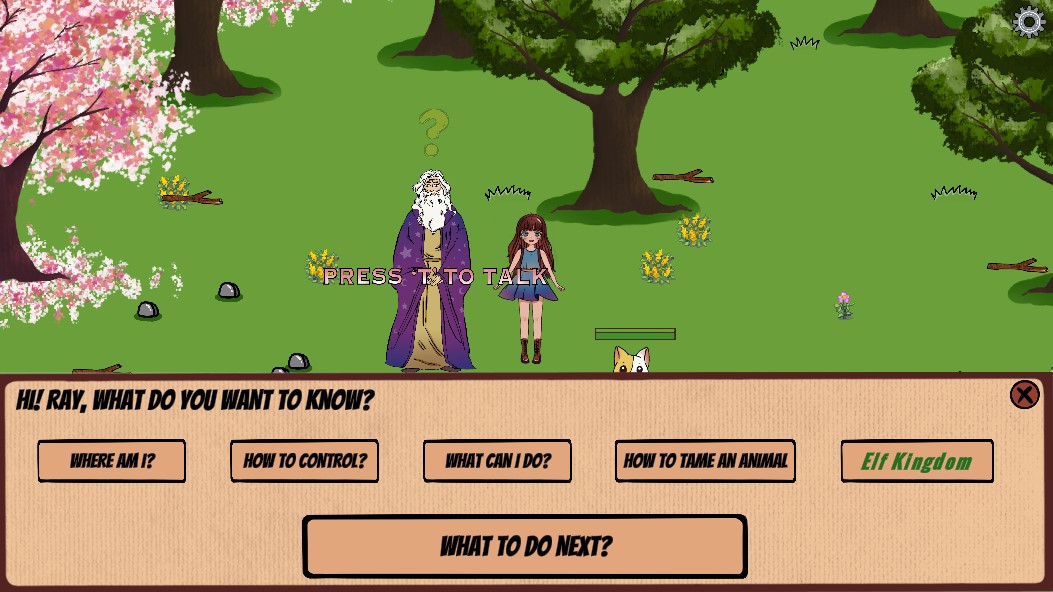 ?
PRESS 'T' TO TALK
HI! RAY, WHAT DO YOU WANT TO KNOW?
WHERE AM I?
HOW TO CONTROL?
WHAT CAN I DO?
HOW TO TAME AN ANIMAL
Elf Kingdom
WHAT TO DO NEXT?